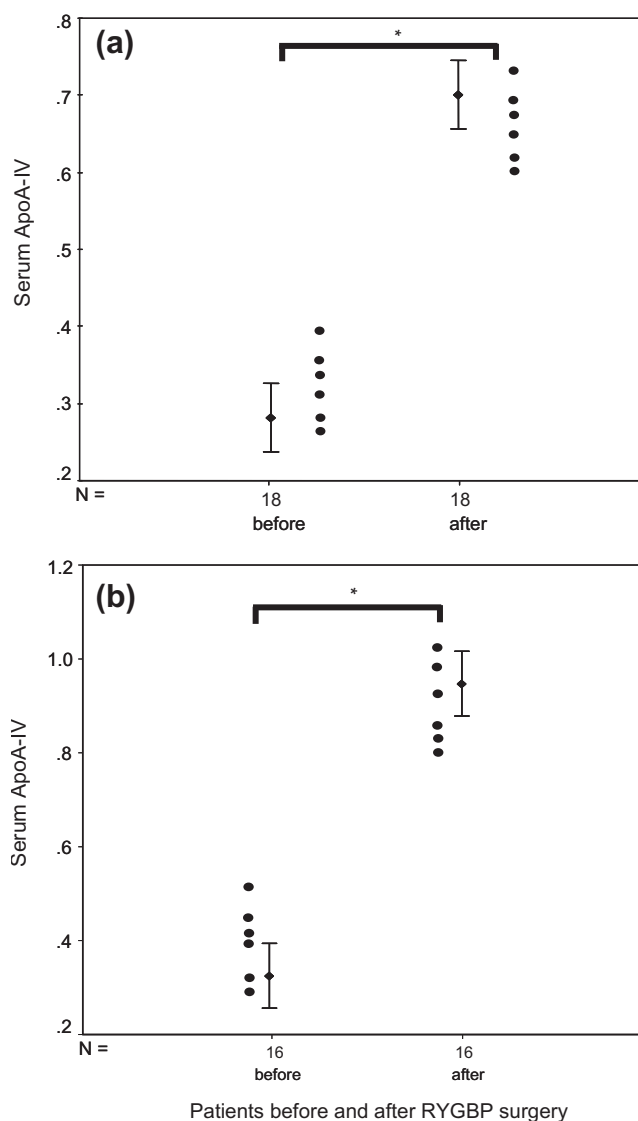 (a)
*
.8
.7
.6
.5
.4
.3
.2
Serum ApoA-IV
N =
18
18
before
after
(b)
*
1.2
1.0
.8
.6
.4
.2
Serum ApoA-IV
N =
16
16
before
after
Patients before and after RYGBP surgery